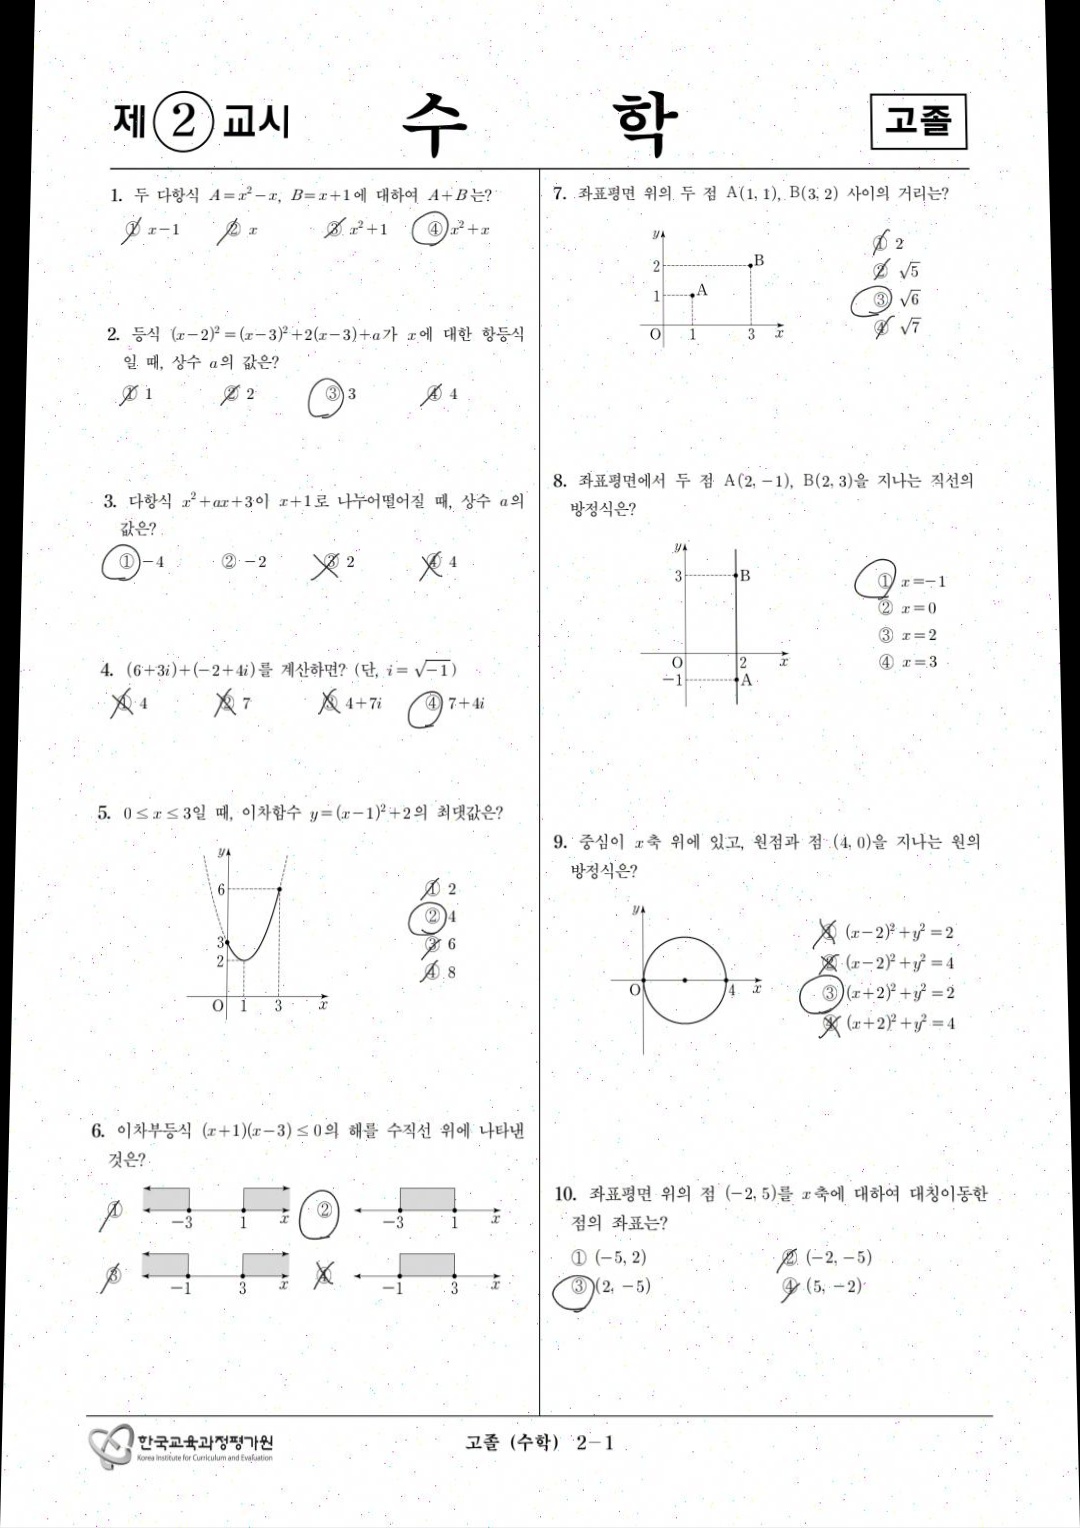 제 ② 교시 수 학 고졸
1. 두 다항식 A=x²−x, B=x+1에 대하여 A+B는?
① x−1 ② x ③ x²+1 ④ x²+x
2. 등식 (x−2)²=(x−3)²+2(x−3)+a가 x에 대한 항등식
일 때, 상수 a의 값은?
① 1 ② 2 ③ 3 ④ 4
3. 다항식 x²+ax+3이 x+1로 나누어떨어질 때, 상수 a의
값은?
① −4 ② −2 ③ 2 ④ 4
4. (6+3i)+(−2+4i)를 계산하면? (단, i=√−1)
① 4 ② 7 ③ 4+7i ④ 7+4i
5. 0≤x≤3일 때, 이차함수 y=(x−1)²+2의 최댓값은?
y
6
3
2
O 1 3 x
① 2
② 4
③ 6
④ 8
6. 이차부등식 (x+1)(x−3)≤0의 해를 수직선 위에 나타낸
것은?
① −3 1 x ② −3 1 x
③ −1 3 x ④ −1 3 x
7. 좌표평면 위의 두 점 A(1, 1), B(3, 2) 사이의 거리는?
y
2 B
1 A
O 1 3 x
① 2
② √5
③ √6
④ √7
8. 좌표평면에서 두 점 A(2, −1), B(2, 3)을 지나는 직선의
방정식은?
y
3 B
O 2 x
−1 A
① x=−1
② x=0
③ x=2
④ x=3
9. 중심이 x축 위에 있고, 원점과 점 (4, 0)을 지나는 원의
방정식은?
y
O 4 x
① (x−2)²+y²=2
② (x−2)²+y²=4
③ (x+2)²+y²=2
④ (x+2)²+y²=4
10. 좌표평면 위의 점 (−2, 5)를 x축에 대하여 대칭이동한
점의 좌표는?
① (−5, 2) ② (−2, −5)
③ (2, −5) ④ (5, −2)
한국교육과정평가원
Korea Institute for Curriculum and Evaluation
고졸 (수학) 2−1